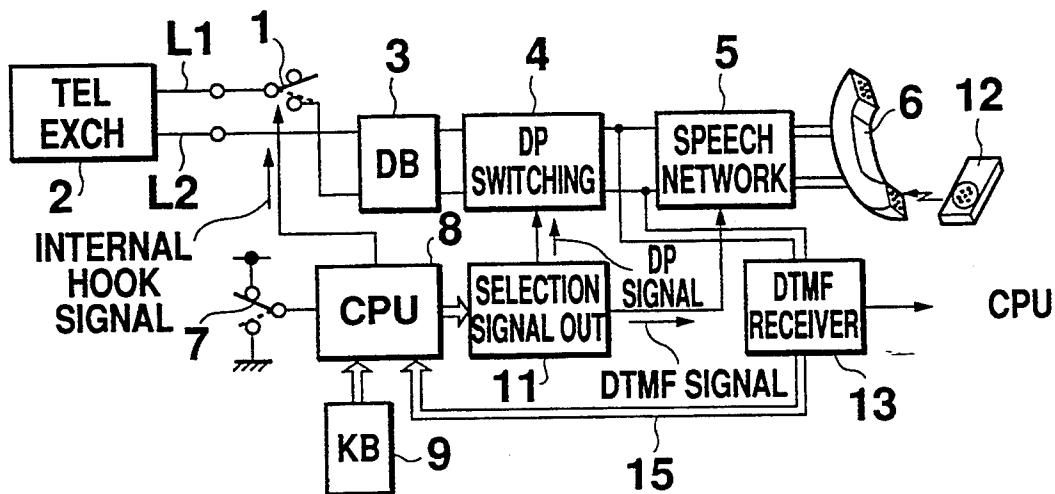 L1
1
3
4
5
6
12
TEL
EXCH
DB
DP
SWITCHING
SPEECH
NETWORK
2
L2
INTERNAL
HOOK
SIGNAL
8
DP
SIGNAL
7
CPU
SELECTION
SIGNAL OUT
DTMF
RECEIVER
CPU
11
DTMF SIGNAL
13
KB
9
15